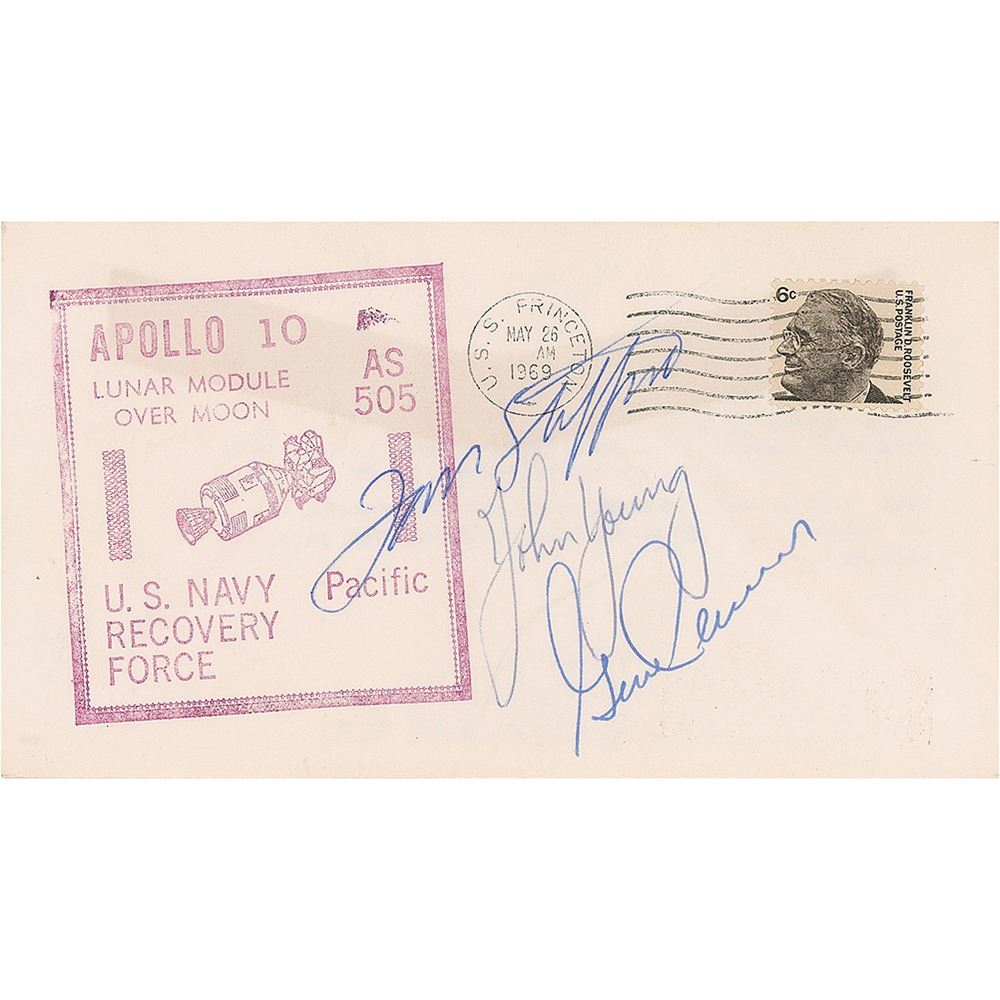 APOLLO 10
LUNAR MODULE
OVER MOON
AS
505
U. S. NAVY
RECOVERY
FORCE
Pacific
U. S. S. PRINCETON
MAY 26
AM
1969
6c
FRANKLIN D. ROOSEVELT
U.S. POSTAGE
Tom Stafford
John Young
Gene Cernan